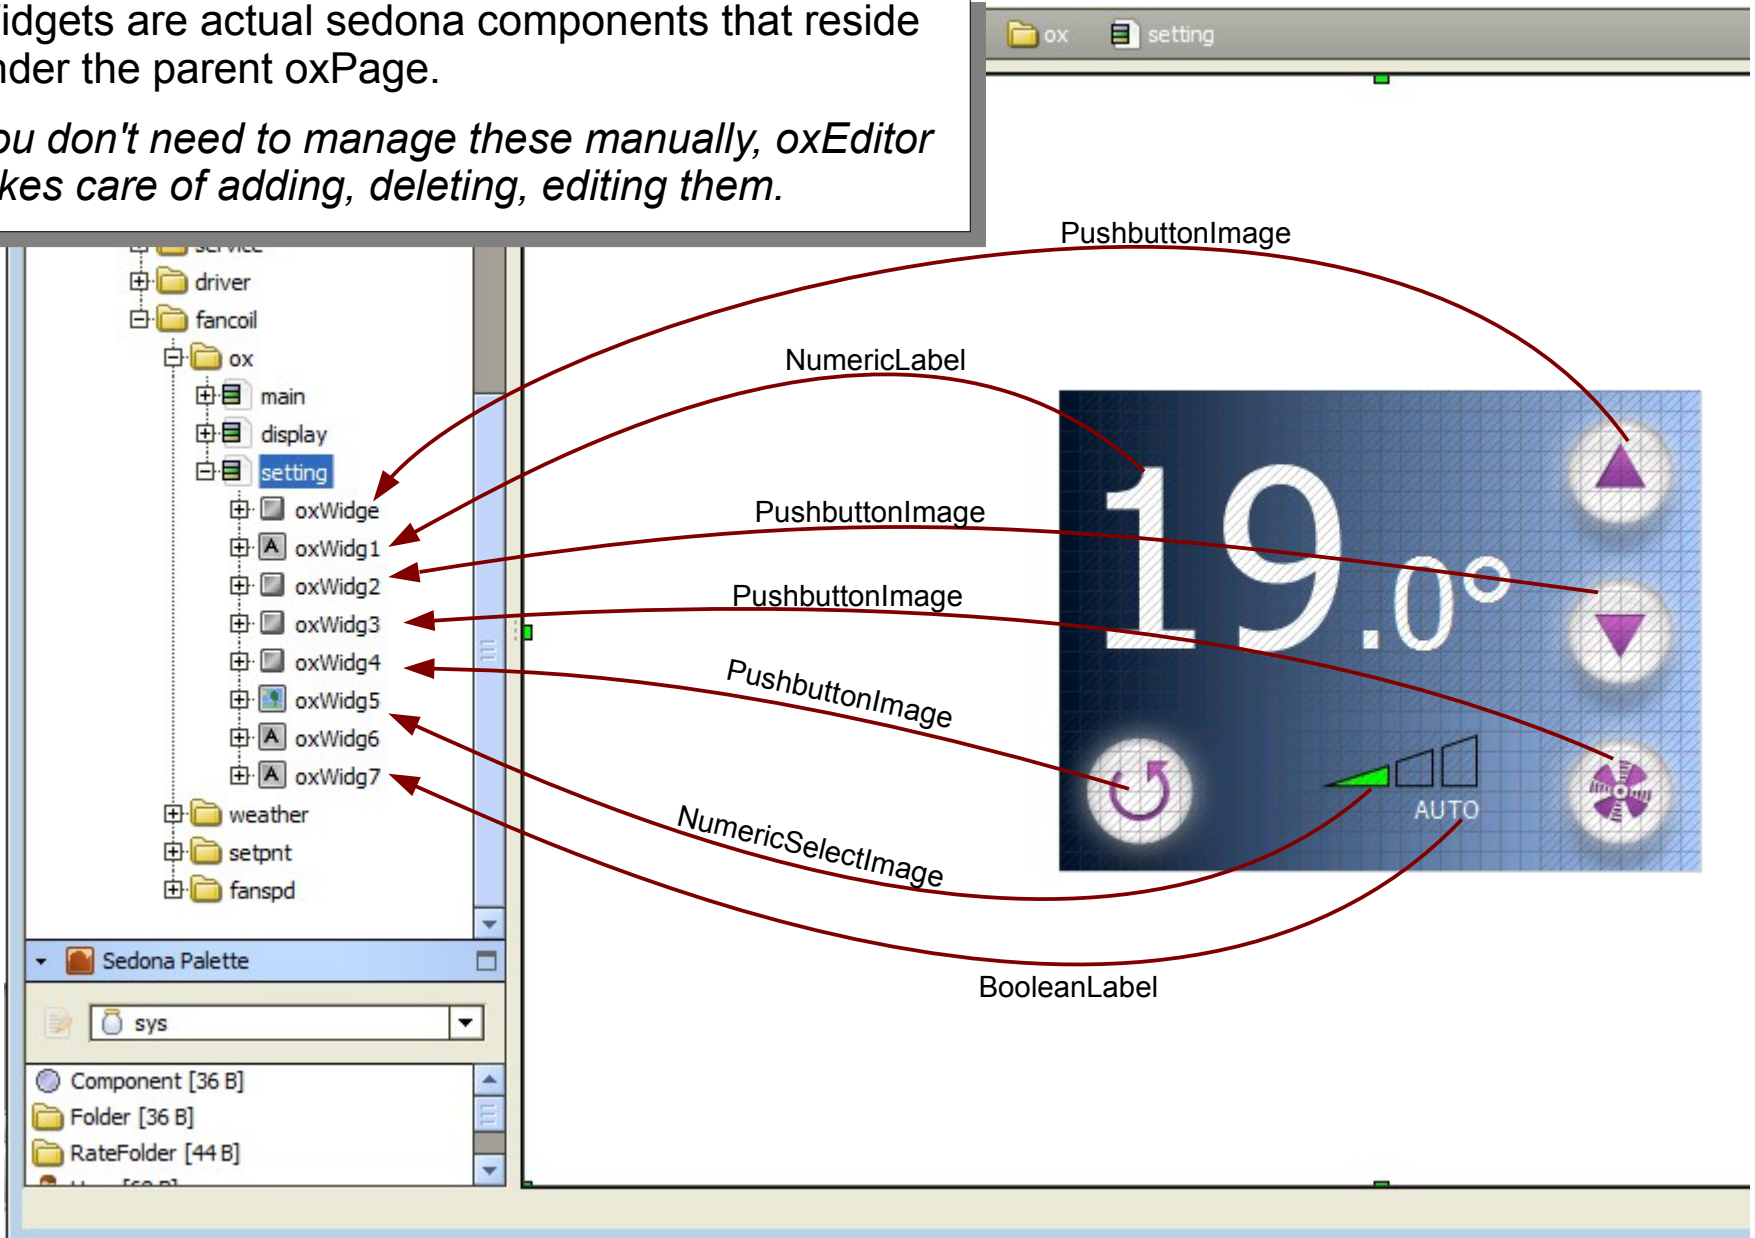 idgets are actual sedona components that reside
nder the parent oxPage.
ou don't need to manage these manually, oxEditor
kes care of adding, deleting, editing them.
ox setting
service
driver
fancoil
ox
main
display
setting
oxWidge
oxWidg1
oxWidg2
oxWidg3
oxWidg4
oxWidg5
oxWidg6
oxWidg7
weather
setpnt
fanspd
Sedona Palette
sys
Component [36 B]
Folder [36 B]
RateFolder [44 B]
PushbuttonImage
NumericLabel
PushbuttonImage
PushbuttonImage
PushbuttonImage
NumericSelectImage
BooleanLabel
19.0°
AUTO